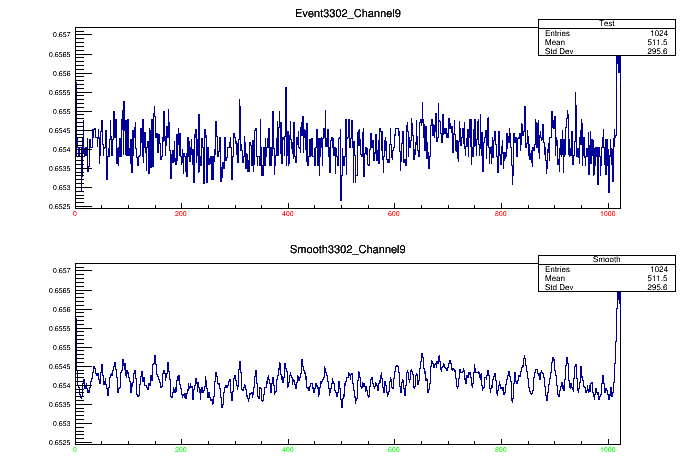 Event3302_Channel9
Test
Entries 1024
Mean 511.5
Std Dev 295.6
0.657
0.6565
0.656
0.6555
0.655
0.6545
0.654
0.6535
0.653
0.6525
0 200 400 600 800 1000
Smooth3302_Channel9
Smooth
Entries 1024
Mean 511.5
Std Dev 295.6
0.657
0.6565
0.656
0.6555
0.655
0.6545
0.654
0.6535
0.653
0.6525
0 200 400 600 800 1000